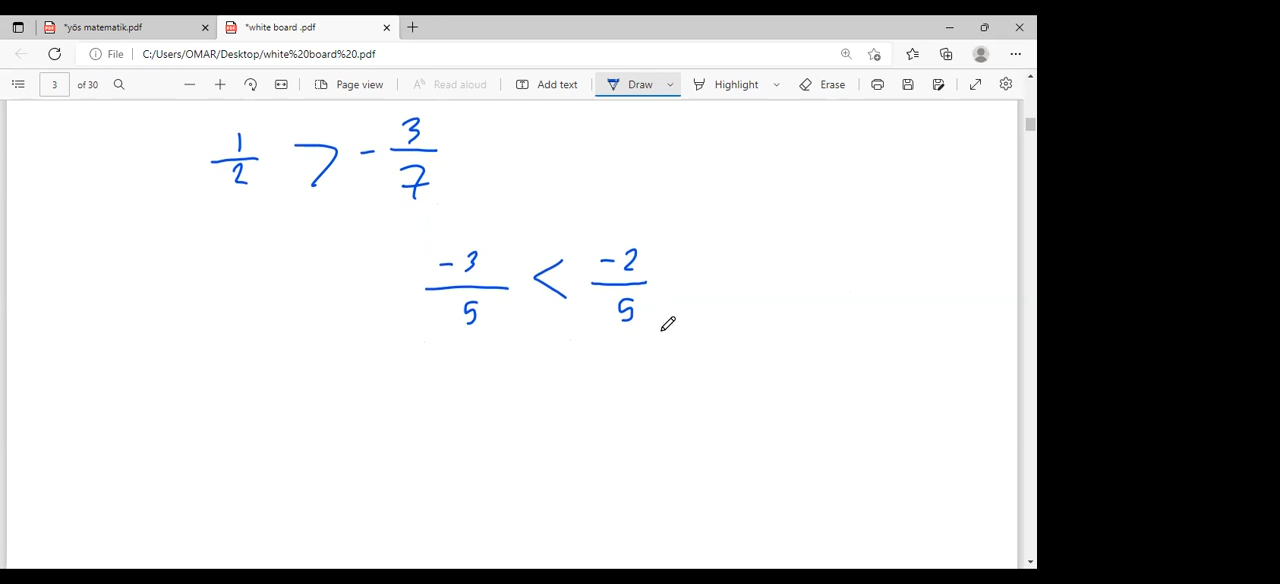 *yös matematik.pdf *white board .pdf
File C:/Users/OMAR/Desktop/white%20board%20.pdf
3 of 30 Page view Read aloud Add text Draw Highlight Erase
1/2 > - 3/7
-3/5 < -2/5